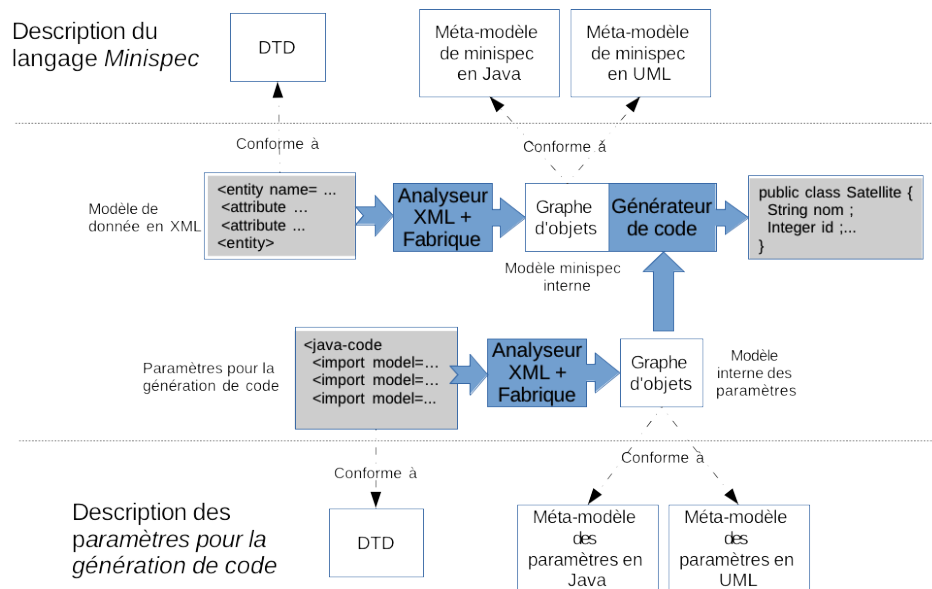 Description du
langage Minispec
DTD
Méta-modèle
de minispec
en Java
Méta-modèle
de minispec
en UML
Conforme à
Conforme à
Modèle de
donnée en XML
<entity name= ...
<attribute ...
<attribute ...
<entity>
Analyseur
XML +
Fabrique
Graphe
d'objets
Générateur
de code
public class Satellite {
String nom ;
Integer id ;...
}
Modèle minispec
interne
Paramètres pour la
génération de code
<java-code
<import model=...
<import model=...
<import model=...
Analyseur
XML +
Fabrique
Graphe
d'objets
Modèle
interne des
paramètres
Conforme à
Conforme à
Description des
paramètres pour la
génération de code
DTD
Méta-modèle
des
paramètres en
Java
Méta-modèle
des
paramètres en
UML